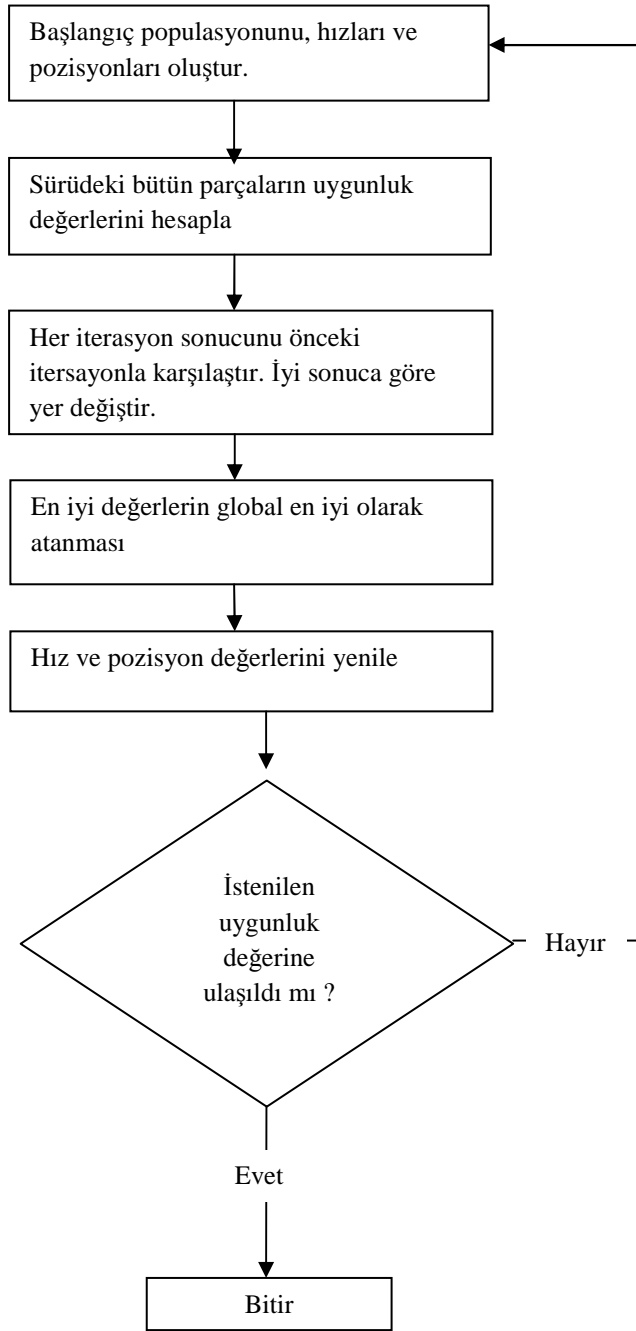 Başlangıç populasyonunu, hızları ve
pozisyonları oluştur.
Sürüdeki bütün parçaların uygunluk
değerlerini hesapla
Her iterasyon sonucunu önceki
itersayonla karşılaştır. İyi sonuca göre
yer değiştir.
En iyi değerlerin global en iyi olarak
atanması
Hız ve pozisyon değerlerini yenile
İstenilen
uygunluk
değerine
ulaşıldı mı ?
Hayır
Evet
Bitir